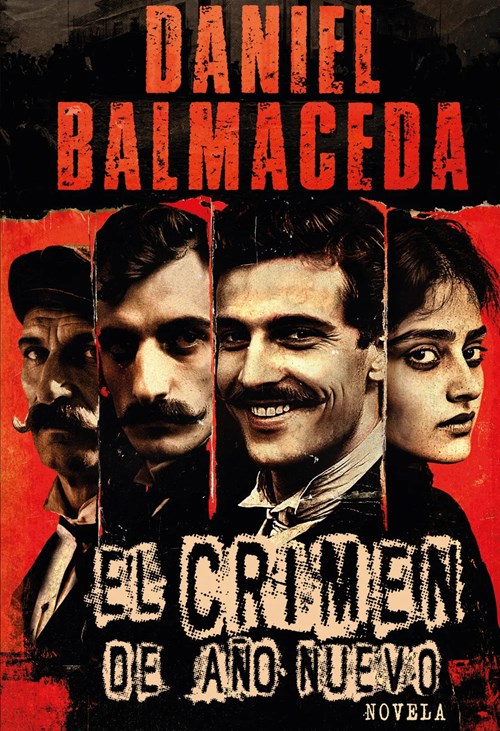 DANIEL
BALMACEDA
EL CRIMEN
DE AÑO NUEVO
NOVELA